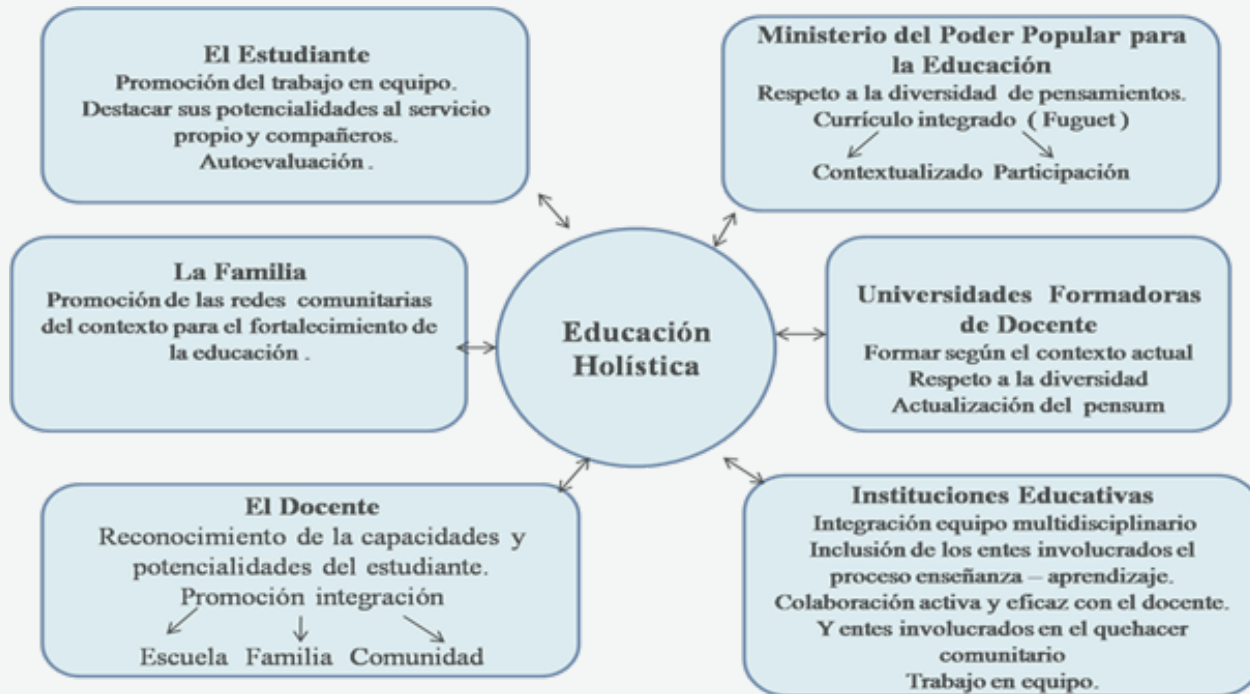 El Estudiante
Promoción del trabajo en equipo.
Destacar sus potencialidades al servicio
propio y compañeros.
Autoevaluación .
Ministerio del Poder Popular para
la Educación
Respeto a la diversidad de pensamientos.
Currículo integrado ( Fuguet )
Contextualizado Participación
La Familia
Promoción de las redes comunitarias
del contexto para el fortalecimiento de
la educación .
Educación
Holística
Universidades Formadoras
de Docente
Formar según el contexto actual
Respeto a la diversidad
Actualización del pensum
El Docente
Reconocimiento de la capacidades y
potencialidades del estudiante.
Promoción integración
Escuela Familia Comunidad
Instituciones Educativas
Integración equipo multidisciplinario
Inclusión de los entes involucrados el
proceso enseñanza – aprendizaje.
Colaboración activa y eficaz con el docente.
Y entes involucrados en el quehacer
comunitario
Trabajo en equipo.